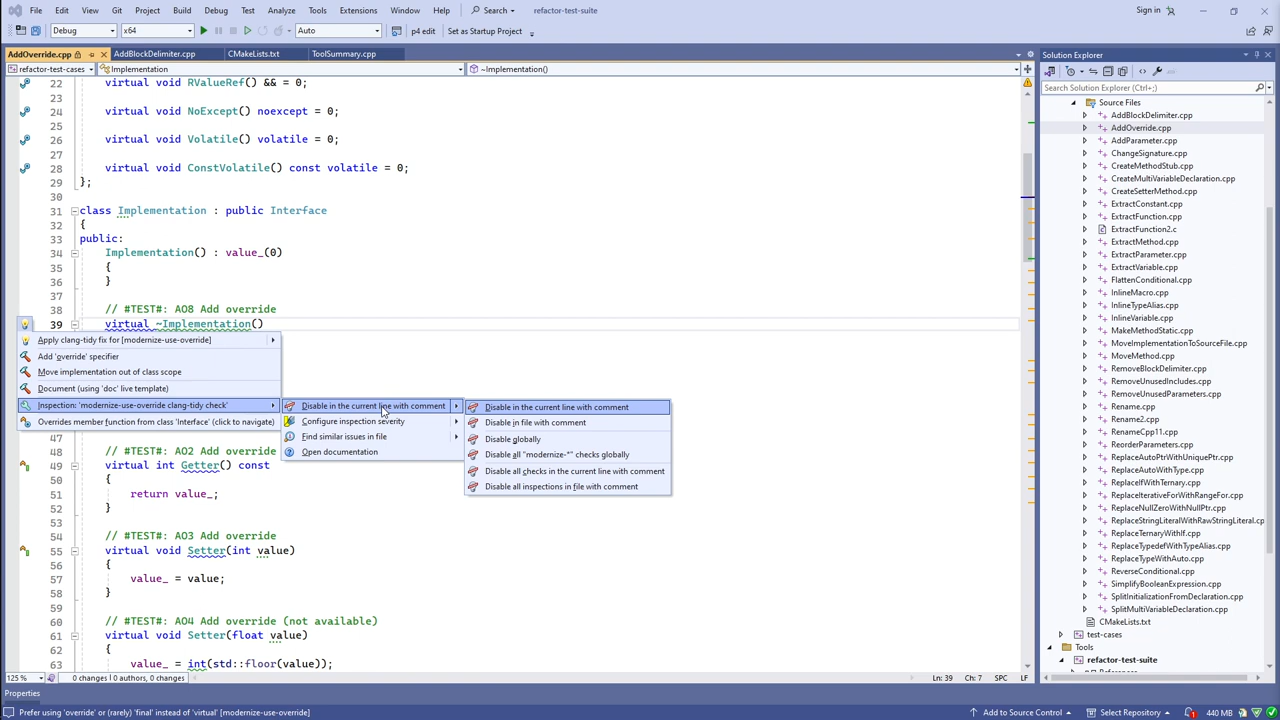 File Edit View Git Project Build Debug Test Analyze Tools Extensions Window Help Search refactor-test-suite Sign in
Debug x64 Auto p4 edit Set as Startup Project
AddOverride.cpp AddBlockDelimiter.cpp CMakeLists.txt ToolSummary.cpp
refactor-test-cases Implementation ~Implementation()
22 virtual void RValueRef() && = 0;
23
24 virtual void NoExcept() noexcept = 0;
25
26 virtual void Volatile() volatile = 0;
27
28 virtual void ConstVolatile() const volatile = 0;
29 };
30
31 class Implementation : public Interface
32 {
33 public:
34 Implementation() : value_(0)
35 {
36 }
37
38 // #TEST#: AO8 Add override
39 virtual ~Implementation()
Apply clang-tidy fix for [modernize-use-override]
Add 'override' specifier
Move implementation out of class scope
Document (using 'doc' live template)
Inspection: 'modernize-use-override clang-tidy check'
Overrides member function from class 'Interface' (click to navigate)
Disable in the current line with comment
Configure inspection severity
Find similar issues in file
Open documentation
Disable in the current line with comment
Disable in file with comment
Disable globally
Disable all "modernize-*" checks globally
Disable all checks in the current line with comment
Disable all inspections in file with comment
47
48 // #TEST#: AO2 Add override
49 virtual int Getter() const
50 {
51 return value_;
52 }
53
54 // #TEST#: AO3 Add override
55 virtual void Setter(int value)
56 {
57 value_ = value;
58 }
59
60 // #TEST#: AO4 Add override (not available)
61 virtual void Setter(float value)
62 {
63 value_ = int(std::floor(value));
125 % 0 changes | 0 authors, 0 changes Ln: 39 Ch: 7 SPC LF
Properties
Solution Explorer
Search Solution Explorer (Ctrl+;)
Source Files
AddBlockDelimiter.cpp
AddOverride.cpp
AddParameter.cpp
ChangeSignature.cpp
CreateMethodStub.cpp
CreateMultiVariableDeclaration.cpp
CreateSetterMethod.cpp
ExtractConstant.cpp
ExtractFunction.cpp
ExtractFunction2.c
ExtractMethod.cpp
ExtractParameter.cpp
ExtractVariable.cpp
FlattenConditional.cpp
InlineMacro.cpp
InlineTypeAlias.cpp
InlineVariable.cpp
MakeMethodStatic.cpp
MoveImplementationToSourceFile.cpp
MoveMethod.cpp
RemoveBlockDelimiter.cpp
RemoveUnusedIncludes.cpp
Rename.cpp
Rename2.cpp
RenameCpp11.cpp
ReorderParameters.cpp
ReplaceAutoPtrWithUniquePtr.cpp
ReplaceAutoWithType.cpp
ReplaceIfWithTernary.cpp
ReplaceIterativeForWithRangeFor.cpp
ReplaceNullZeroWithNullPtr.cpp
ReplaceStringLiteralWithRawStringLiteral.cpp
ReplaceTernaryWithIf.cpp
ReplaceTypedefWithTypeAlias.cpp
ReplaceTypeWithAuto.cpp
ReverseConditional.cpp
SimplifyBooleanExpression.cpp
SplitInitializationFromDeclaration.cpp
SplitMultiVariableDeclaration.cpp
CMakeLists.txt
test-cases
Tools
refactor-test-suite
Prefer using 'override' or (rarely) 'final' instead of 'virtual' [modernize-use-override] Add to Source Control Select Repository 1 440 MB